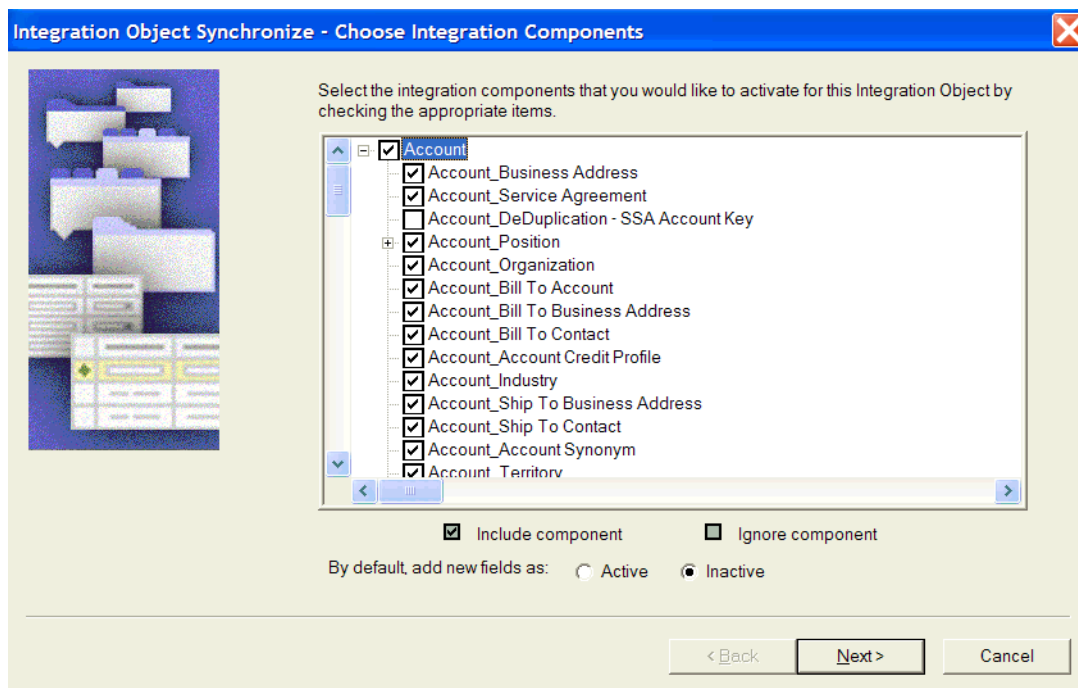 Integration Object Synchronize - Choose Integration Components
Select the integration components that you would like to activate for this Integration Object by
checking the appropriate items.
Account
Account_Business Address
Account_Service Agreement
Account_DeDuplication - SSA Account Key
Account_Position
Account_Organization
Account_Bill To Account
Account_Bill To Business Address
Account_Bill To Contact
Account_Account Credit Profile
Account_Industry
Account_Ship To Business Address
Account_Ship To Contact
Account_Account Synonym
Account_Territory
Include component Ignore component
By default, add new fields as: Active Inactive
< Back Next > Cancel